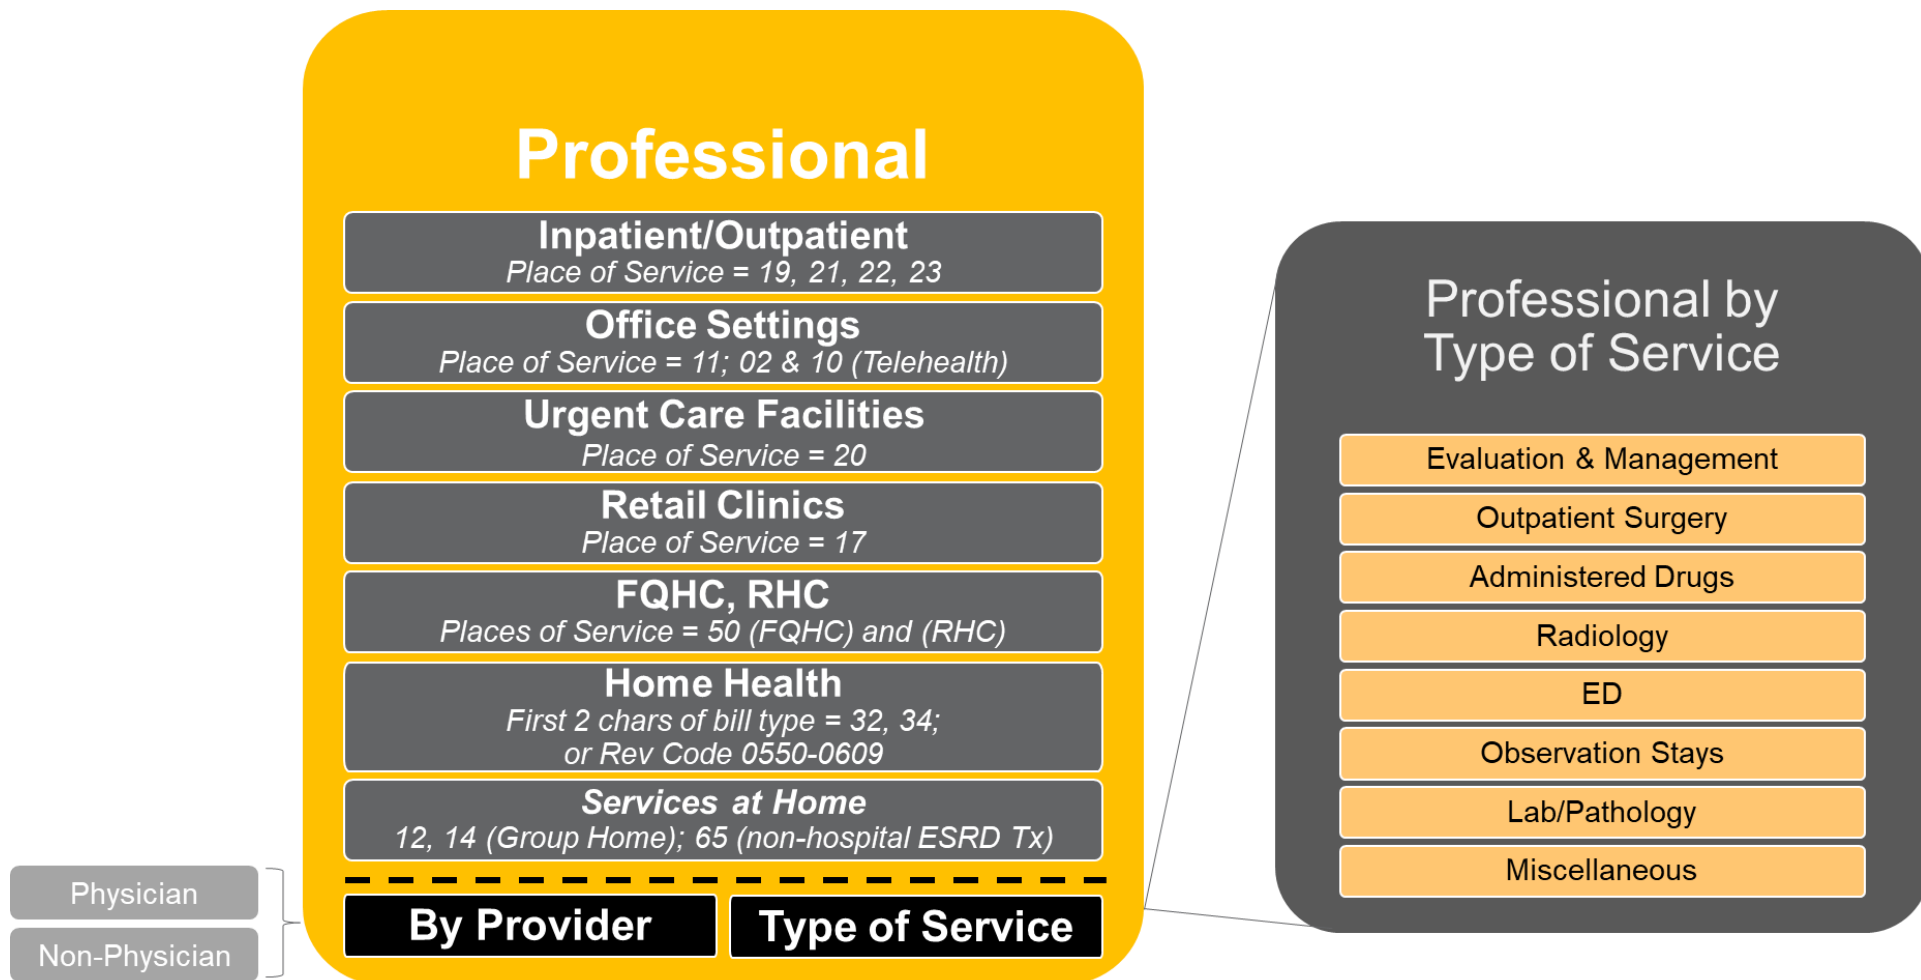 Professional
Inpatient/Outpatient
Place of Service = 19, 21, 22, 23
Office Settings
Place of Service = 11; 02 & 10 (Telehealth)
Urgent Care Facilities
Place of Service = 20
Retail Clinics
Place of Service = 17
FQHC, RHC
Places of Service = 50 (FQHC) and (RHC)
Home Health
First 2 chars of bill type = 32, 34;
or Rev Code 0550-0609
Services at Home
12, 14 (Group Home); 65 (non-hospital ESRD Tx)
By Provider
Type of Service
Physician
Non-Physician
Professional by
Type of Service
Evaluation & Management
Outpatient Surgery
Administered Drugs
Radiology
ED
Observation Stays
Lab/Pathology
Miscellaneous